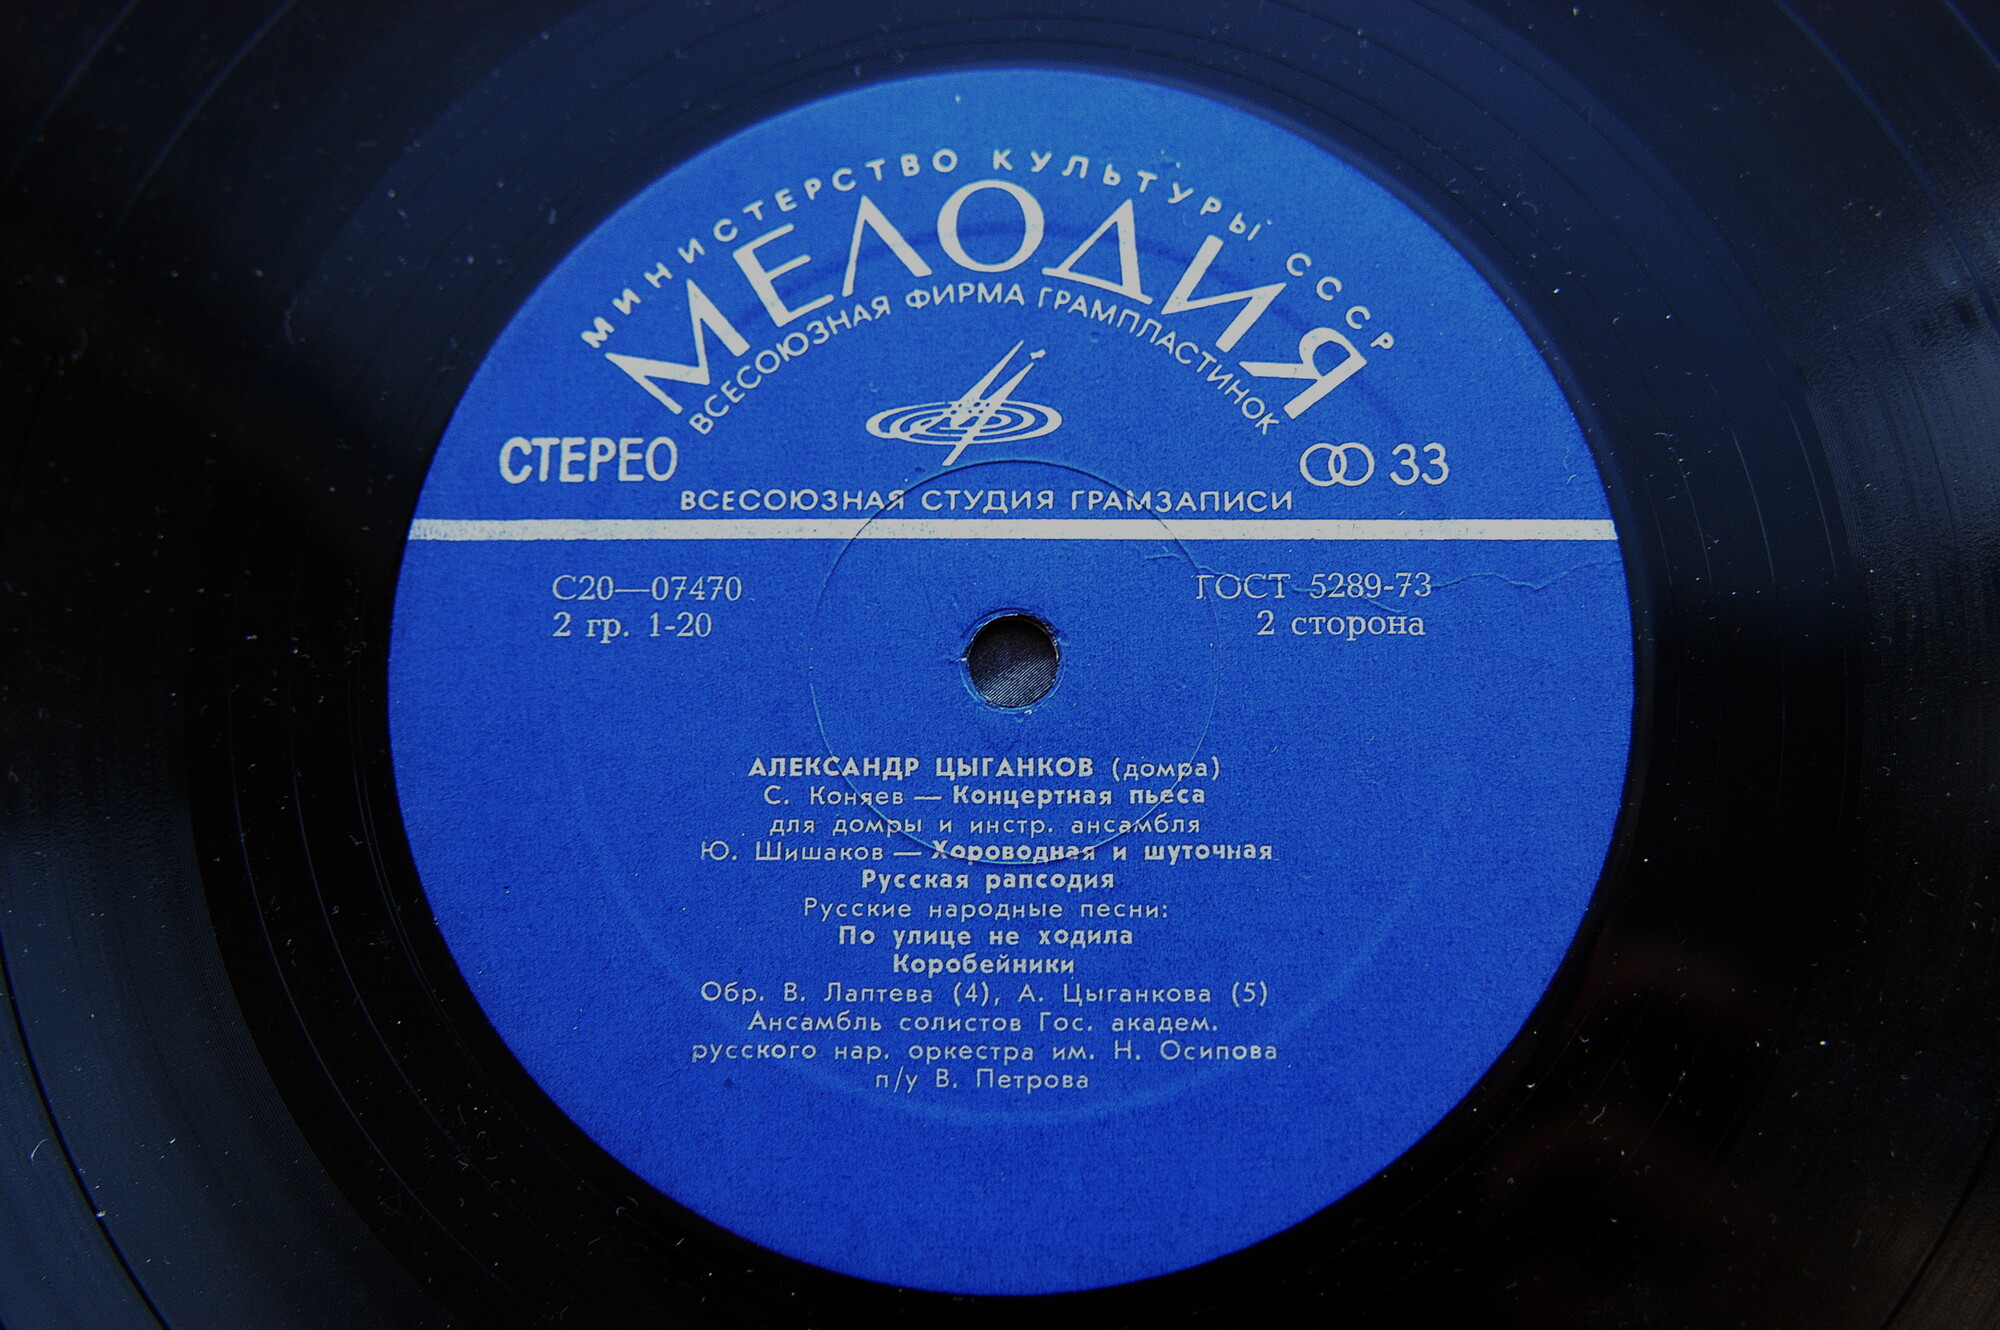 МИНИСТЕРСТВО КУЛЬТУРЫ СССР
МЕЛОДИЯ
ВСЕСОЮЗНАЯ ФИРМА ГРАМПЛАСТИНОК
СТЕРЕО
33
ВСЕСОЮЗНАЯ СТУДИЯ ГРАМЗАПИСИ
С20—07470
ГОСТ 5289-73
2 гр. 1-20
2 сторона
АЛЕКСАНДР ЦЫГАНКОВ (домра)
С. Коняев — Концертная пьеса
для домры и инстр. ансамбля
Ю. Шишаков — Хороводная и шуточная
Русская рапсодия
Русские народные песни:
По улице не ходила
Коробейники
Обр. В. Лаптева (4), А. Цыганкова (5)
Ансамбль солистов Гос. академ.
русского нар. оркестра им. Н. Осипова
п/у В. Петрова